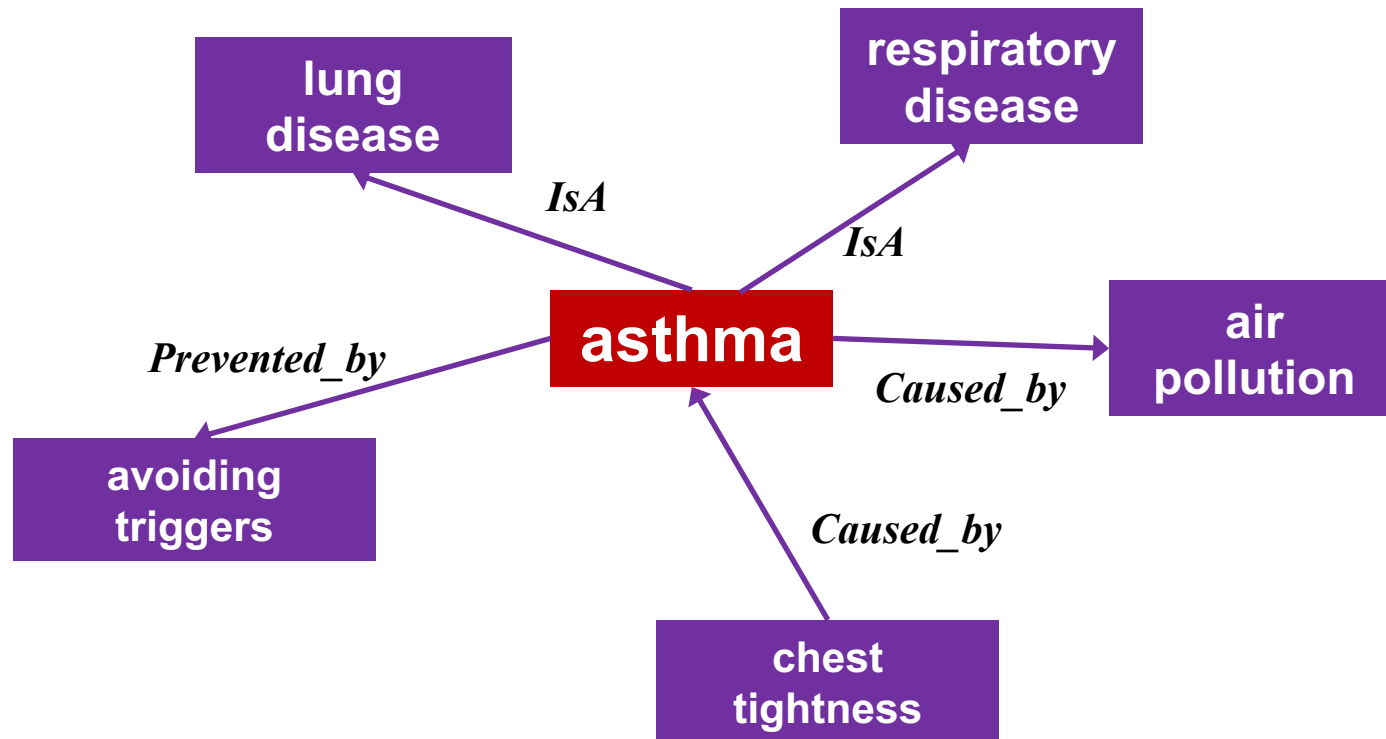 lung
disease
respiratory
disease
IsA
IsA
asthma
air
pollution
Prevented_by
Caused_by
avoiding
triggers
Caused_by
chest
tightness